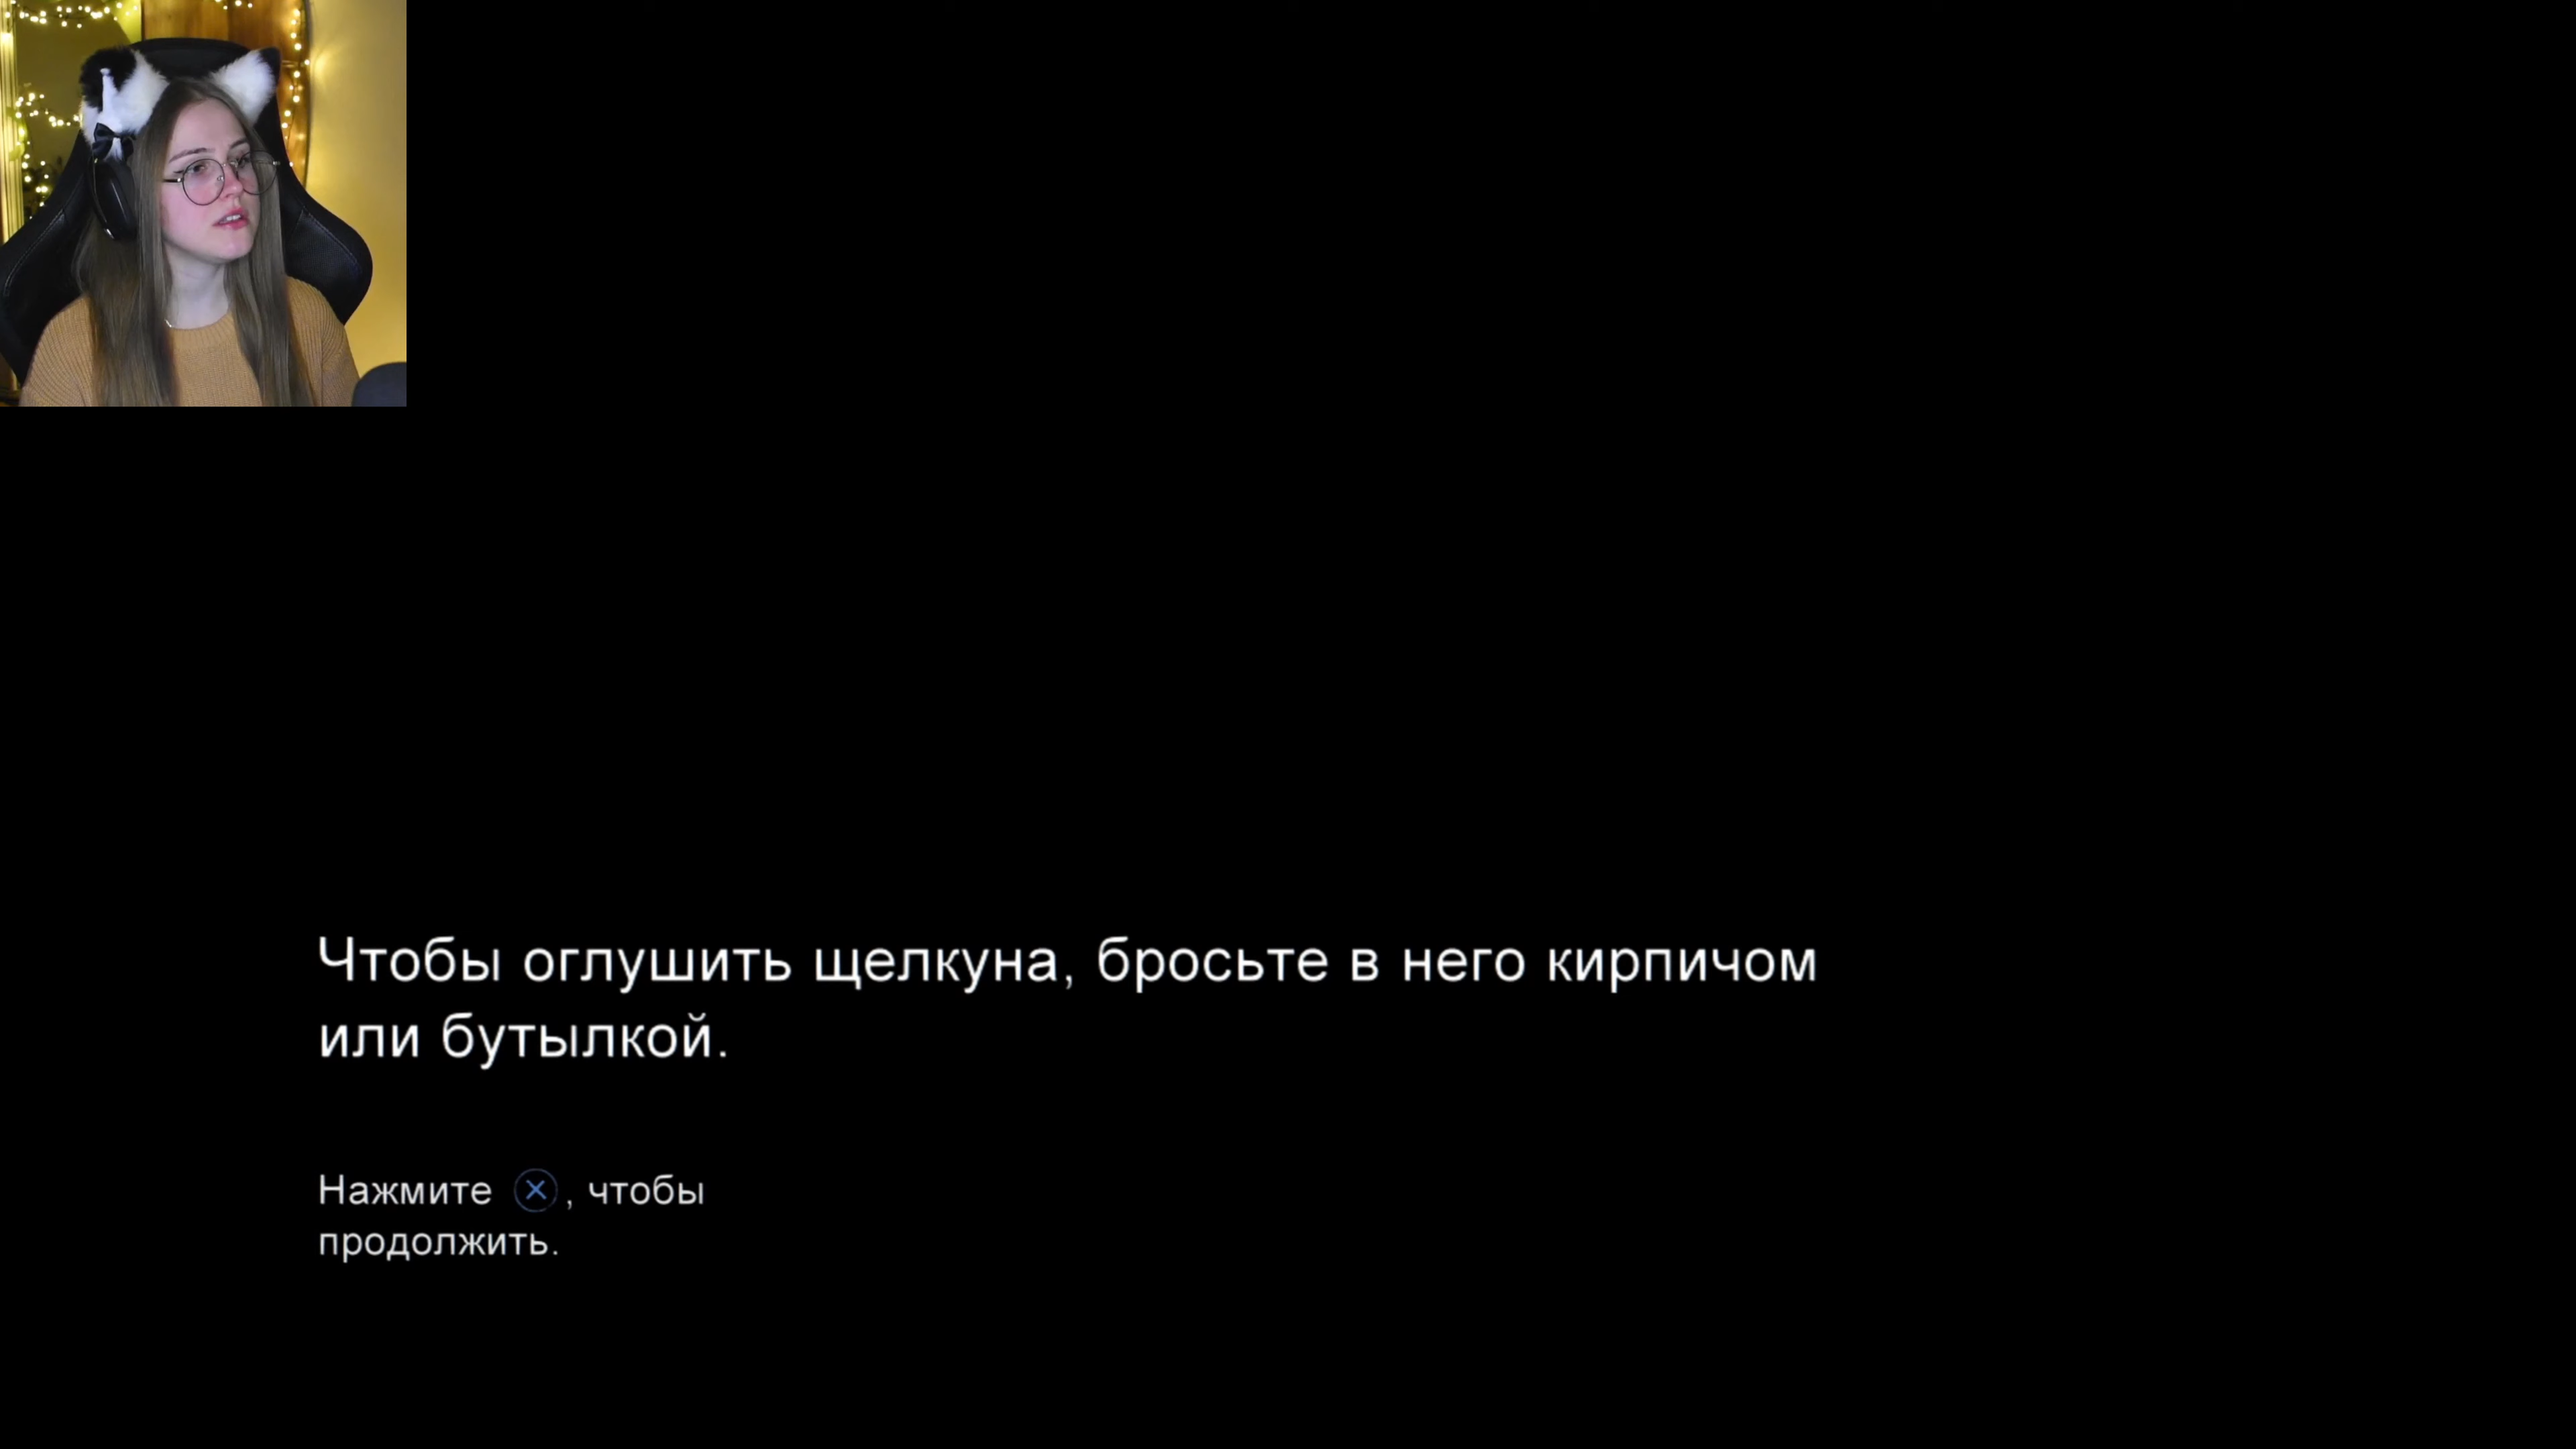 Чтобы оглушить щелкуна, бросьте в него кирпичом
или бутылкой.
Нажмите ⓧ, чтобы
продолжить.